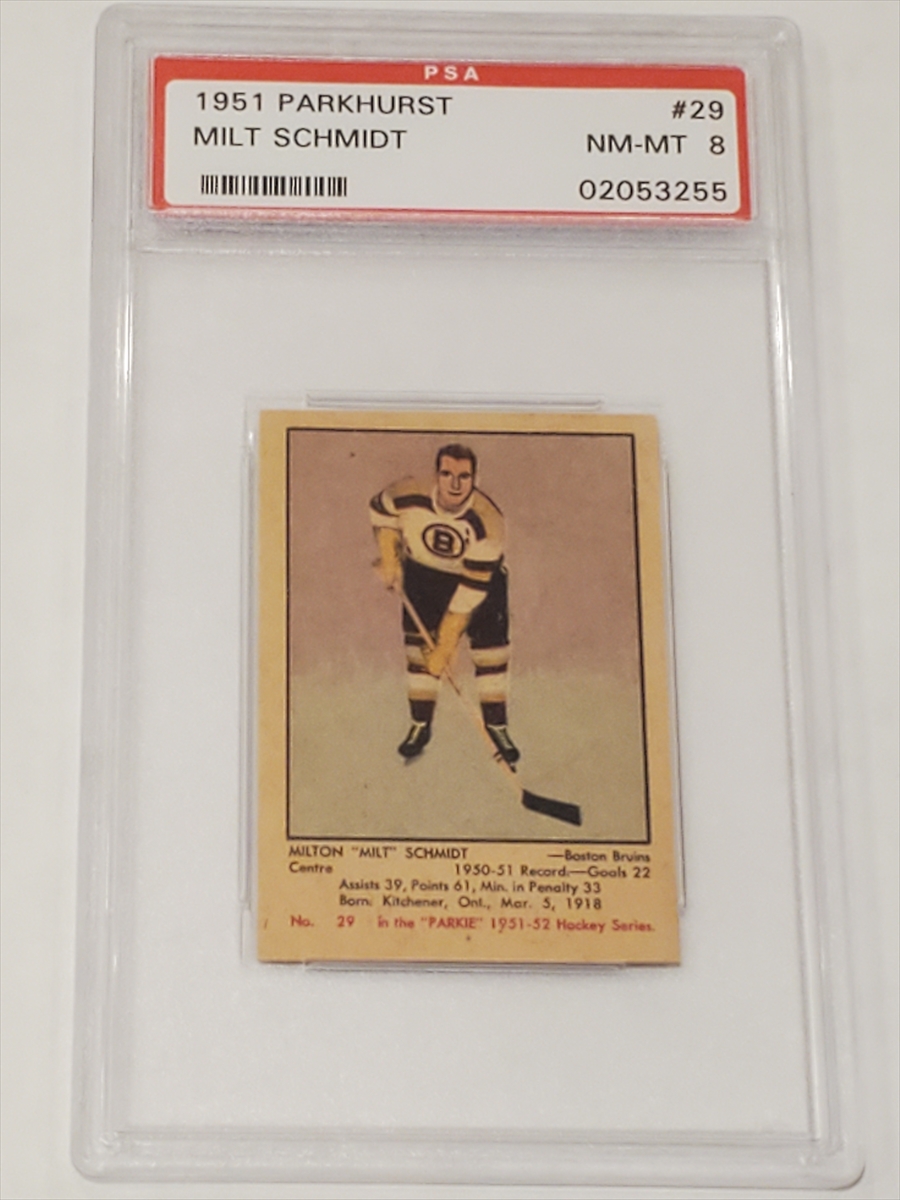 PSA
1951 PARKHURST #29
MILT SCHMIDT NM-MT 8
02053255
B
MILTON "MILT" SCHMIDT —Boston Bruins
Centre 1950-51 Record:—Goals 22
Assists 39, Points 61, Min. in Penalty 33
Born: Kitchener, Ont., Mar. 5, 1918
No. 29 in the "PARKIE" 1951-52 Hockey Series.